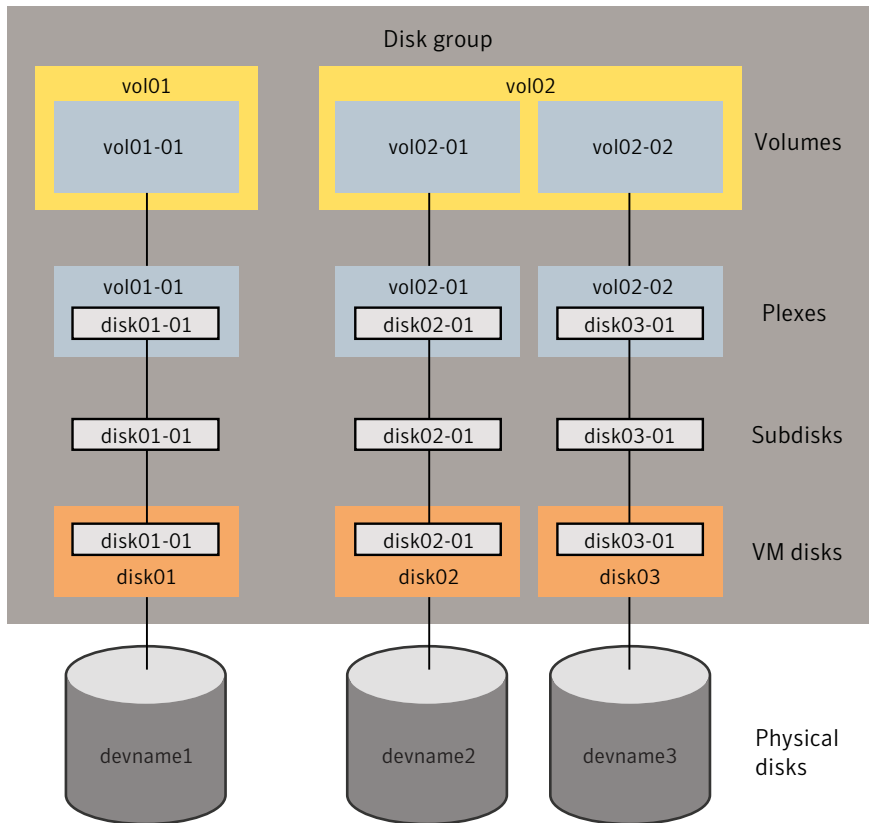 Disk group
vol01
vol02
vol01-01
vol02-01
vol02-02
Volumes
vol01-01
vol02-01
vol02-02
disk01-01
disk02-01
disk03-01
Plexes
disk01-01
disk02-01
disk03-01
Subdisks
disk01-01
disk02-01
disk03-01
VM disks
disk01
disk02
disk03
devname1
devname2
devname3
Physical
disks